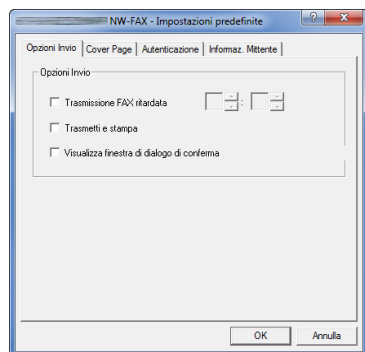 NW-FAX - Impostazioni predefinite
Opzioni Invio Cover Page Autenticazione Informaz. Mittente
Opzioni Invio
Trasmissione FAX ritardata :
Trasmetti e stampa
Visualizza finestra di dialogo di conferma
OK Annulla